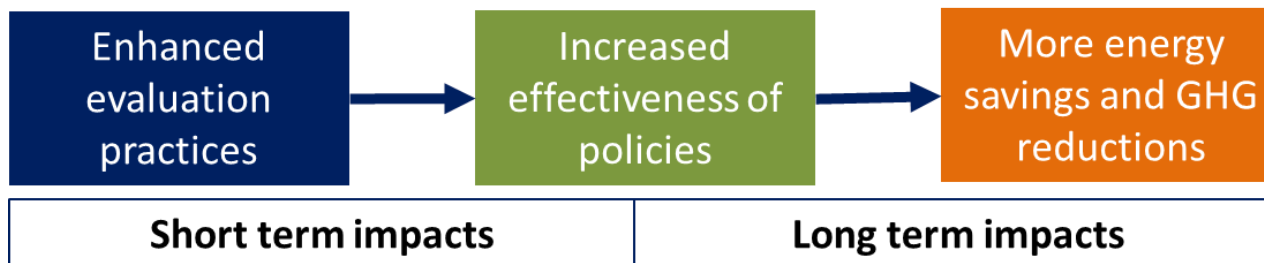 Enhanced
evaluation
practices
Increased
effectiveness of
policies
More energy
savings and GHG
reductions
Short term impacts
Long term impacts